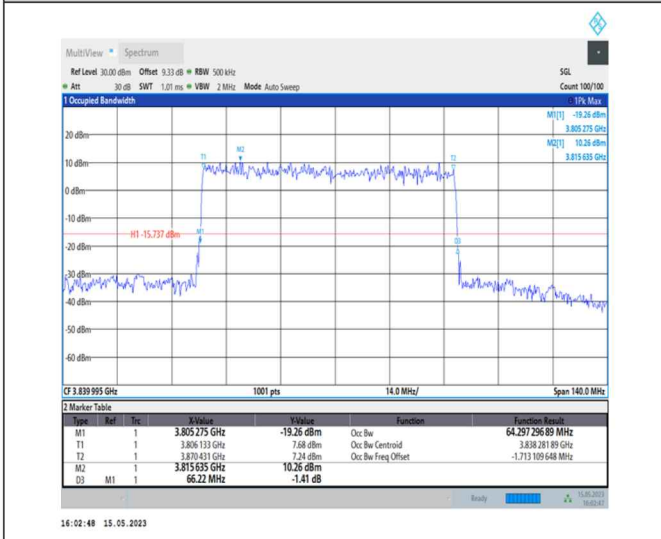 MultiView Spectrum
Ref Level 30.00 dBm Offset 9.33 dB RBW 500 kHz SGL
Att 30 dB SWT 1.01 ms VBW 2 MHz Mode Auto Sweep Count 100/100
1 Occupied Bandwidth 1Pk Max
M1[1] -19.26 dBm
3.805 275 GHz
M2[1] 10.26 dBm
3.815 635 GHz
20 dBm
T1 M2 T2
10 dBm
0 dBm
-10 dBm
H1 -15.737 dBm M1
-20 dBm D3
-30 dBm
-40 dBm
-50 dBm
-60 dBm
CF 3.839 995 GHz 1001 pts 14.0 MHz/ Span 140.0 MHz
2 Marker Table
Type Ref Trc X-Value Y-Value Function Function Result
M1 1 3.805 275 GHz -19.26 dBm Occ Bw 64.297 296 89 MHz
T1 1 3.806 133 GHz 7.68 dBm Occ Bw Centroid 3.838 281 89 GHz
T2 1 3.870 431 GHz 7.24 dBm Occ Bw Freq Offset -1.713 109 648 MHz
M2 1 3.815 635 GHz 10.26 dBm
D3 M1 1 66.22 MHz -1.41 dB
Ready 15.05.2023
16:02:47
16:02:48 15.05.2023